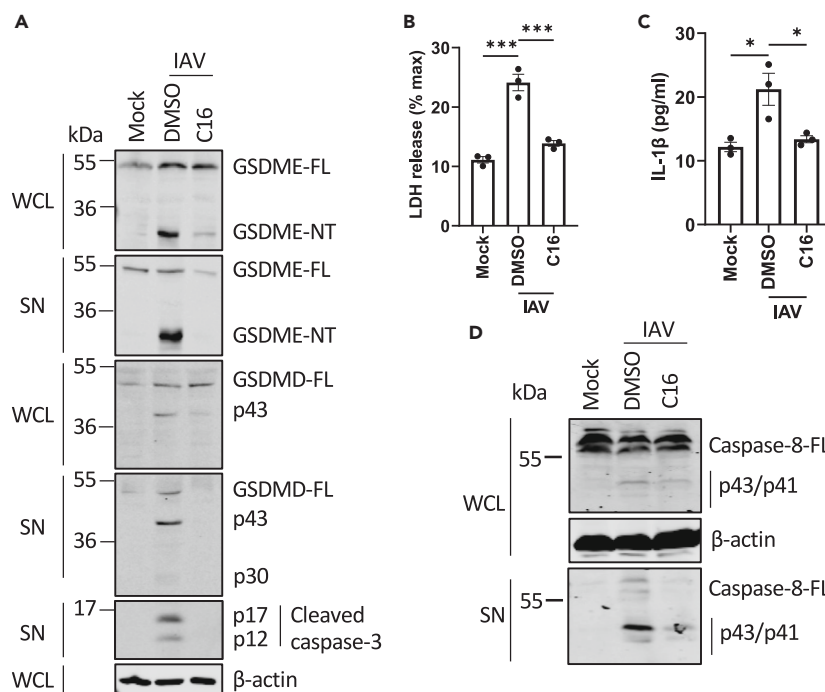 A
IAV
kDa
Mock
DMSO
C16
WCL
55
36
GSDME-FL
GSDME-NT
SN
36
GSDME-FL
GSDME-NT
WCL
55
36
GSDMD-FL
p43
SN
55
36
GSDMD-FL
p43
p30
SN
17
p17
p12
Cleaved
caspase-3
WCL
β-actin
B
LDH release (% max)
30
20
10
0
***
***
Mock
DMSO
C16
IAV
C
IL-1β (pg/ml)
30
20
10
0
*
*
Mock
DMSO
C16
IAV
D
IAV
kDa
Mock
DMSO
C16
WCL
55
Caspase-8-FL
p43/p41
β-actin
SN
55
Caspase-8-FL
p43/p41